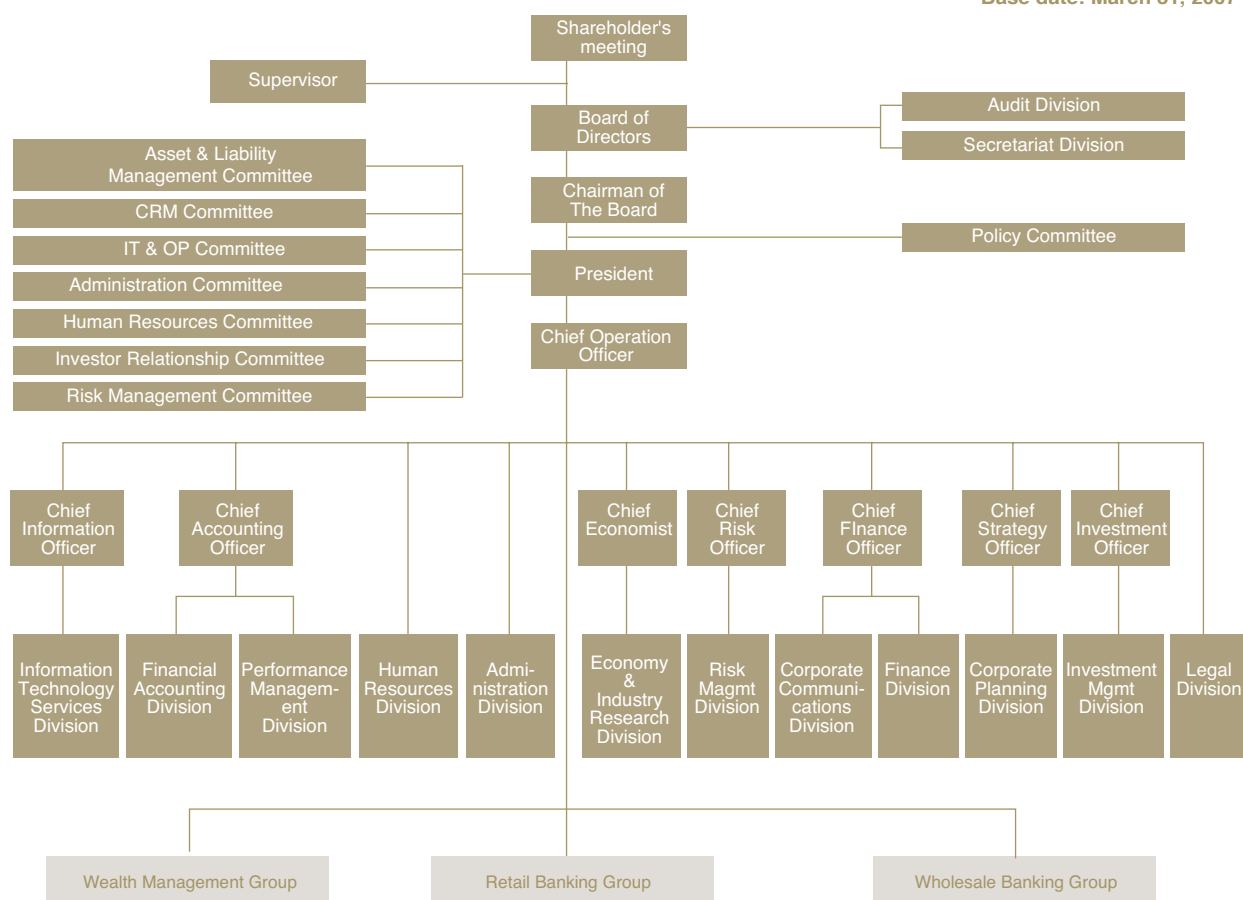 Base date: March 31, 2007
Shareholder's
meeting
Supervisor
Board of
Directors
Audit Division
Secretariat Division
Asset & Liability
Management Committee
CRM Committee
IT & OP Committee
Administration Committee
Human Resources Committee
Investor Relationship Committee
Risk Management Committee
Chairman of
The Board
Policy Committee
President
Chief Operation
Officer
Chief
Information
Officer
Chief
Accounting
Officer
Chief
Economist
Chief
Risk
Officer
Chief
FInance
Officer
Chief
Strategy
Officer
Chief
Investment
Officer
Information
Technology
Services
Division
Financial
Accounting
Division
Performance
Managem-
ent
Division
Human
Resources
Division
Admi-
nistration
Division
Economy
&
Industry
Research
Division
Risk
Magmt
Division
Corporate
Communi-
cations
Division
Finance
Division
Corporate
Planning
Division
Investment
Mgmt
Division
Legal
Division
Wealth Management Group
Retail Banking Group
Wholesale Banking Group